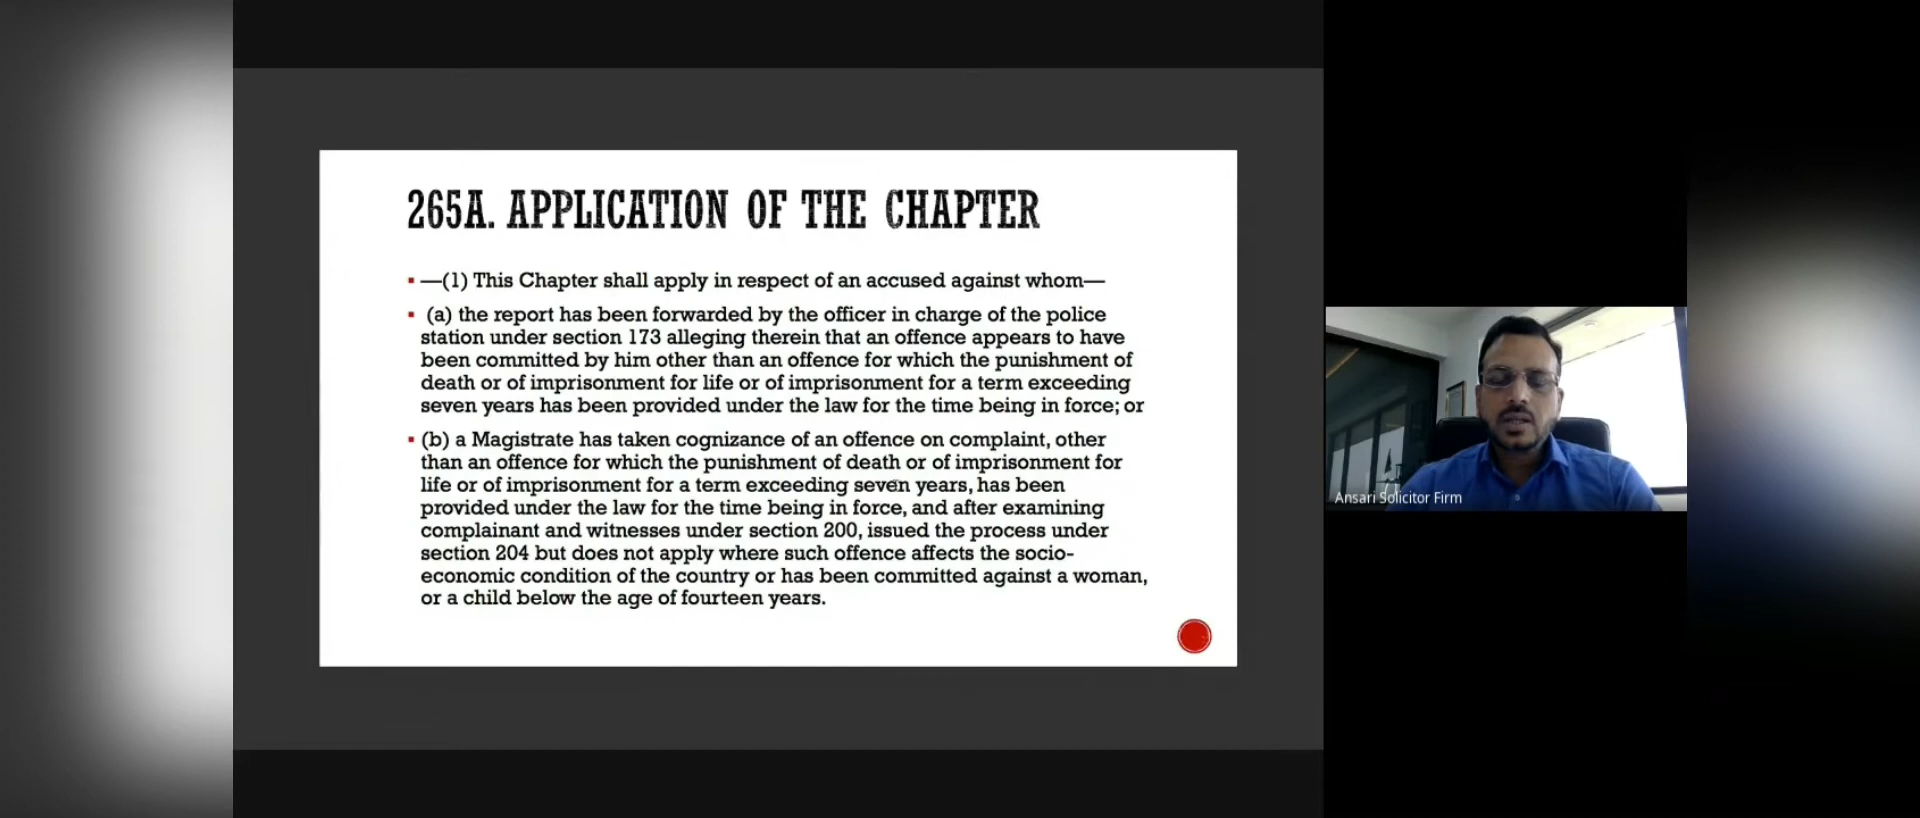 265A. APPLICATION OF THE CHAPTER
—(1) This Chapter shall apply in respect of an accused against whom—
(a) the report has been forwarded by the officer in charge of the police
station under section 173 alleging therein that an offence appears to have
been committed by him other than an offence for which the punishment of
death or of imprisonment for life or of imprisonment for a term exceeding
seven years has been provided under the law for the time being in force; or
(b) a Magistrate has taken cognizance of an offence on complaint, other
than an offence for which the punishment of death or of imprisonment for
life or of imprisonment for a term exceeding seven years, has been
provided under the law for the time being in force, and after examining
complainant and witnesses under section 200, issued the process under
section 204 but does not apply where such offence affects the socio-
economic condition of the country or has been committed against a woman,
or a child below the age of fourteen years.
Ansari Solicitor Firm